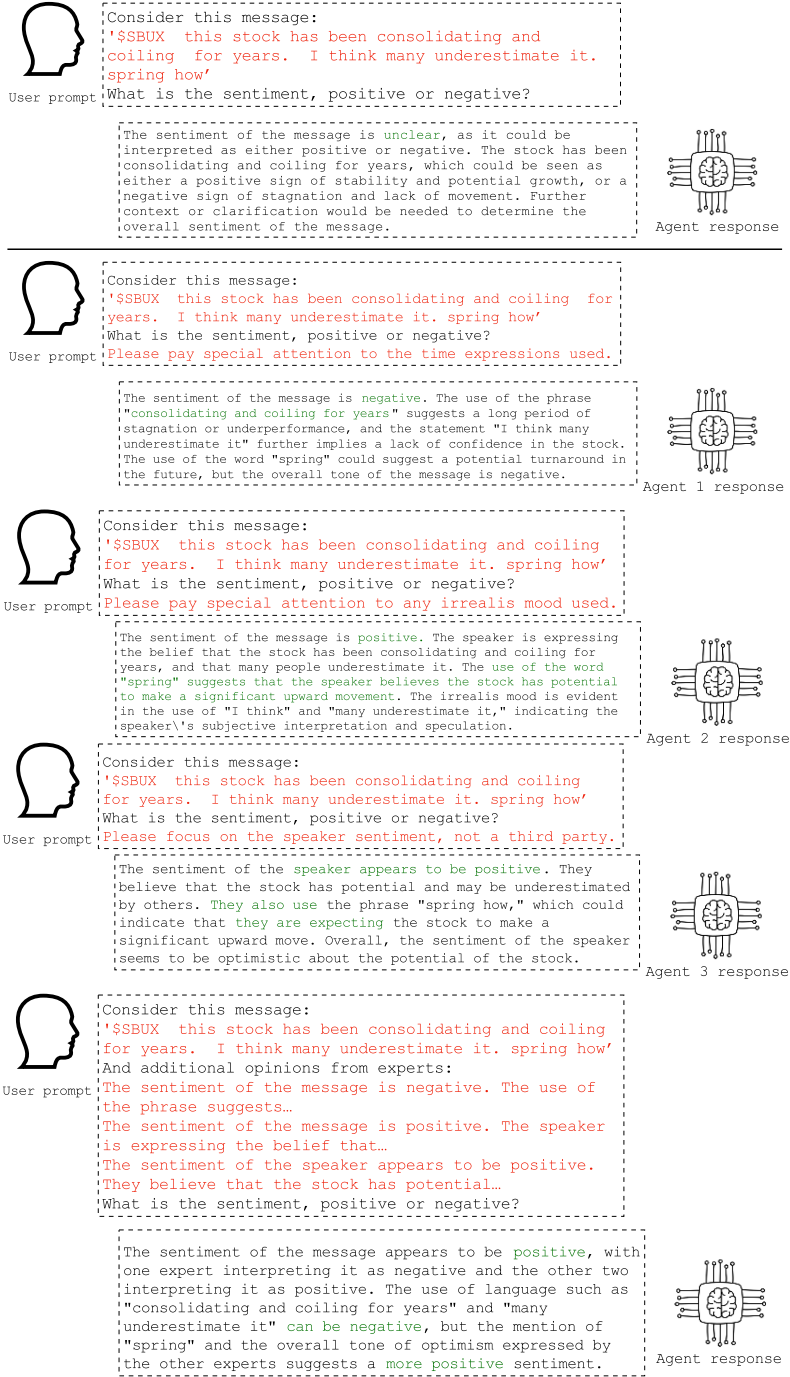 Consider this message:
'$SBUX  this stock has been consolidating and
coiling  for years.  I think many underestimate it.
spring how’
What is the sentiment, positive or negative?
User prompt
The sentiment of the message is unclear, as it could be
interpreted as either positive or negative. The stock has been
consolidating and coiling for years, which could be seen as
either a positive sign of stability and potential growth, or a
negative sign of stagnation and lack of movement. Further
context or clarification would be needed to determine the
overall sentiment of the message.
Agent response
Consider this message:
'$SBUX  this stock has been consolidating and coiling  for
years.  I think many underestimate it. spring how’
What is the sentiment, positive or negative?
Please pay special attention to the time expressions used.
User prompt
The sentiment of the message is negative. The use of the phrase
"consolidating and coiling for years" suggests a long period of
stagnation or underperformance, and the statement "I think many
underestimate it" further implies a lack of confidence in the stock.
The use of the word "spring" could suggest a potential turnaround in
the future, but the overall tone of the message is negative.
Agent 1 response
Consider this message:
'$SBUX  this stock has been consolidating and coiling
for years.  I think many underestimate it. spring how’
What is the sentiment, positive or negative?
Please pay special attention to any irrealis mood used.
User prompt
The sentiment of the message is positive. The speaker is expressing
the belief that the stock has been consolidating and coiling for
years, and that many people underestimate it. The use of the word
"spring" suggests that the speaker believes the stock has potential
to make a significant upward movement. The irrealis mood is evident
in the use of "I think" and "many underestimate it," indicating the
speaker\'s subjective interpretation and speculation.
Agent 2 response
Consider this message:
'$SBUX  this stock has been consolidating and coiling
for years.  I think many underestimate it. spring how’
What is the sentiment, positive or negative?
Please focus on the speaker sentiment, not a third party.
User prompt
The sentiment of the speaker appears to be positive. They
believe that the stock has potential and may be underestimated
by others. They also use the phrase "spring how," which could
indicate that they are expecting the stock to make a
significant upward move. Overall, the sentiment of the speaker
seems to be optimistic about the potential of the stock.
Agent 3 response
Consider this message:
'$SBUX  this stock has been consolidating and coiling
for years.  I think many underestimate it. spring how’
And additional opinions from experts:
The sentiment of the message is negative. The use of
the phrase suggests…
The sentiment of the message is positive. The speaker
is expressing the belief that…
The sentiment of the speaker appears to be positive.
They believe that the stock has potential…
What is the sentiment, positive or negative?
User prompt
The sentiment of the message appears to be positive, with
one expert interpreting it as negative and the other two
interpreting it as positive. The use of language such as
"consolidating and coiling for years" and "many
underestimate it" can be negative, but the mention of
"spring" and the overall tone of optimism expressed by
the other experts suggests a more positive sentiment.
Agent response